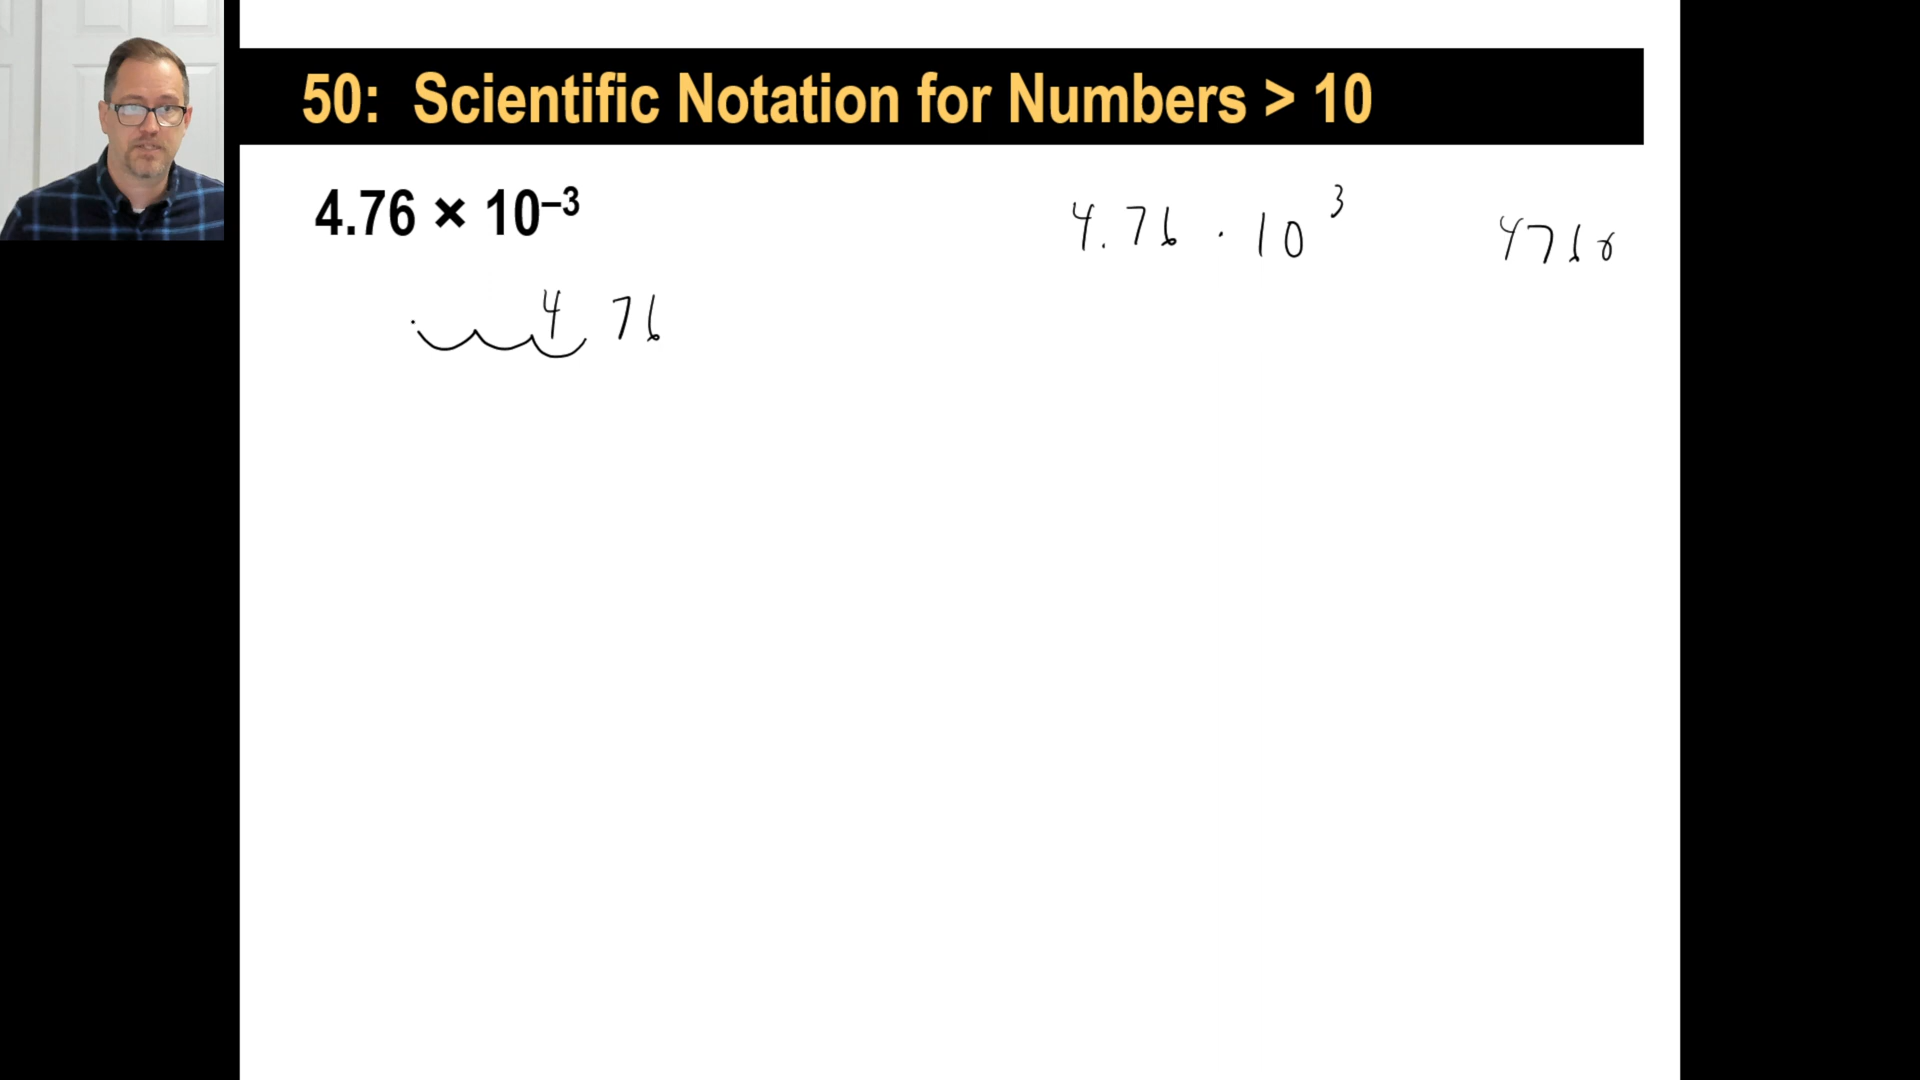 50: Scientific Notation for Numbers > 10
4.76 × 10⁻³
4.76 · 10³
4760
. 4 76